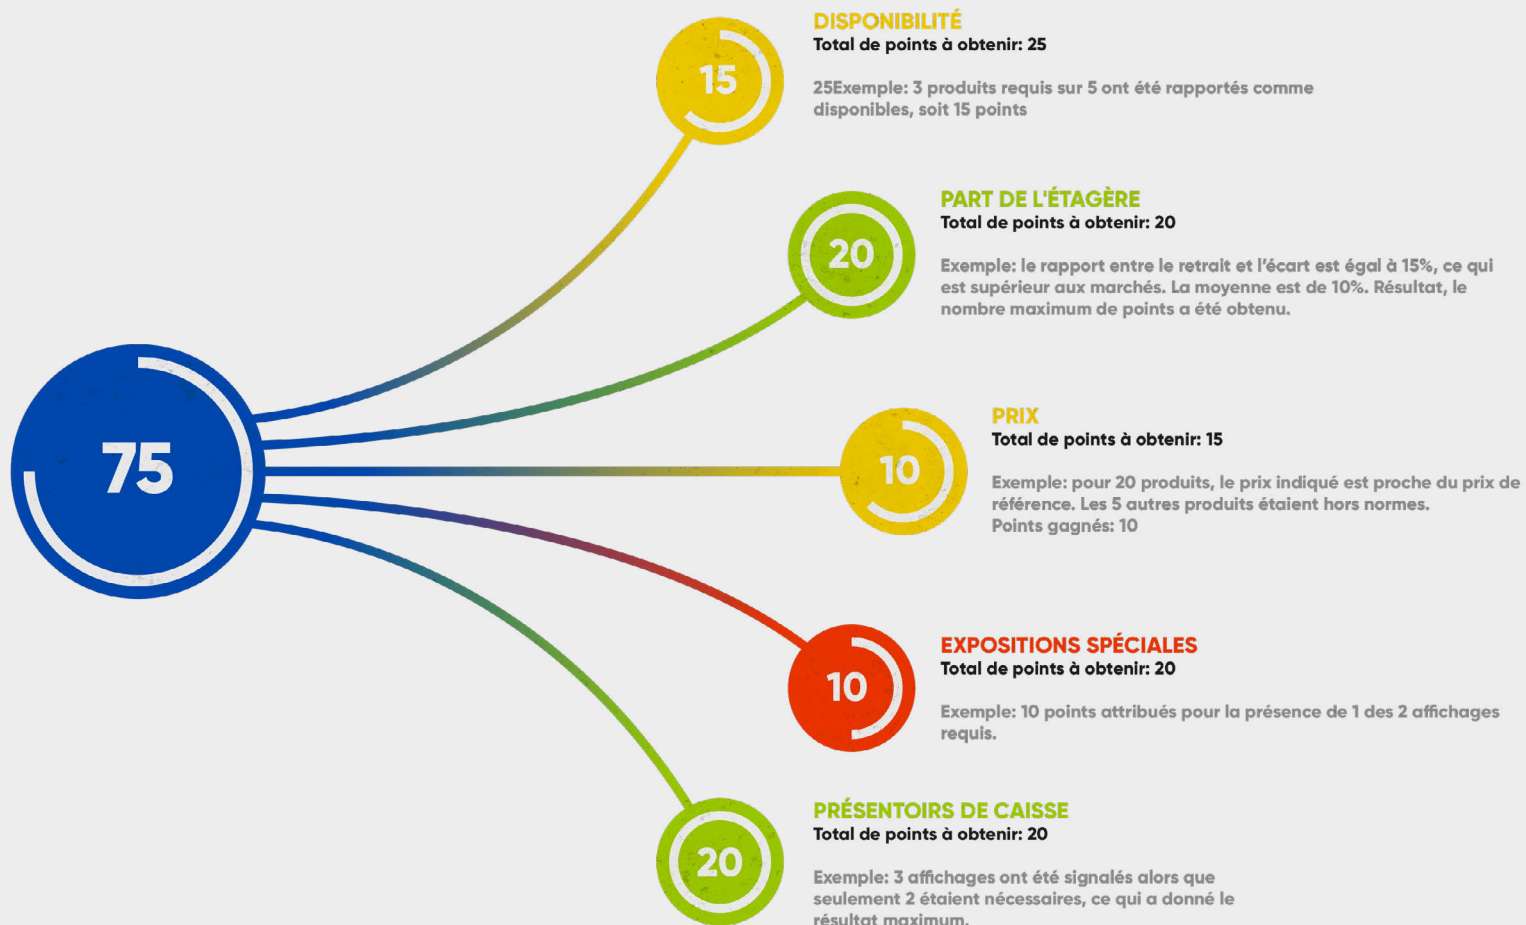 DISPONIBILITÉ
Total de points à obtenir: 25
15
25Exemple: 3 produits requis sur 5 ont été rapportés comme
disponibles, soit 15 points
PART DE L'ÉTAGÈRE
Total de points à obtenir: 20
20
Exemple: le rapport entre le retrait et l'écart est égal à 15%, ce qui
est supérieur aux marchés. La moyenne est de 10%. Résultat, le
nombre maximum de points a été obtenu.
75
PRIX
Total de points à obtenir: 15
10
Exemple: pour 20 produits, le prix indiqué est proche du prix de
référence. Les 5 autres produits étaient hors normes.
Points gagnés: 10
EXPOSITIONS SPÉCIALES
Total de points à obtenir: 20
10
Exemple: 10 points attribués pour la présence de 1 des 2 affichages
requis.
PRÉSENTOIRS DE CAISSE
Total de points à obtenir: 20
20
Exemple: 3 affichages ont été signalés alors que
seulement 2 étaient nécessaires, ce qui a donné le
résultat maximum.